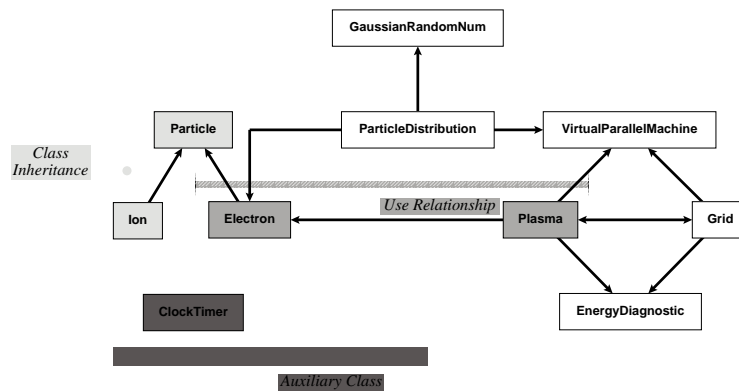 GaussianRandomNum
Particle
ParticleDistribution
VirtualParallelMachine
Class
Inheritance
Use Relationship
Ion
Electron
Plasma
Grid
ClockTimer
EnergyDiagnostic
Auxiliary Class